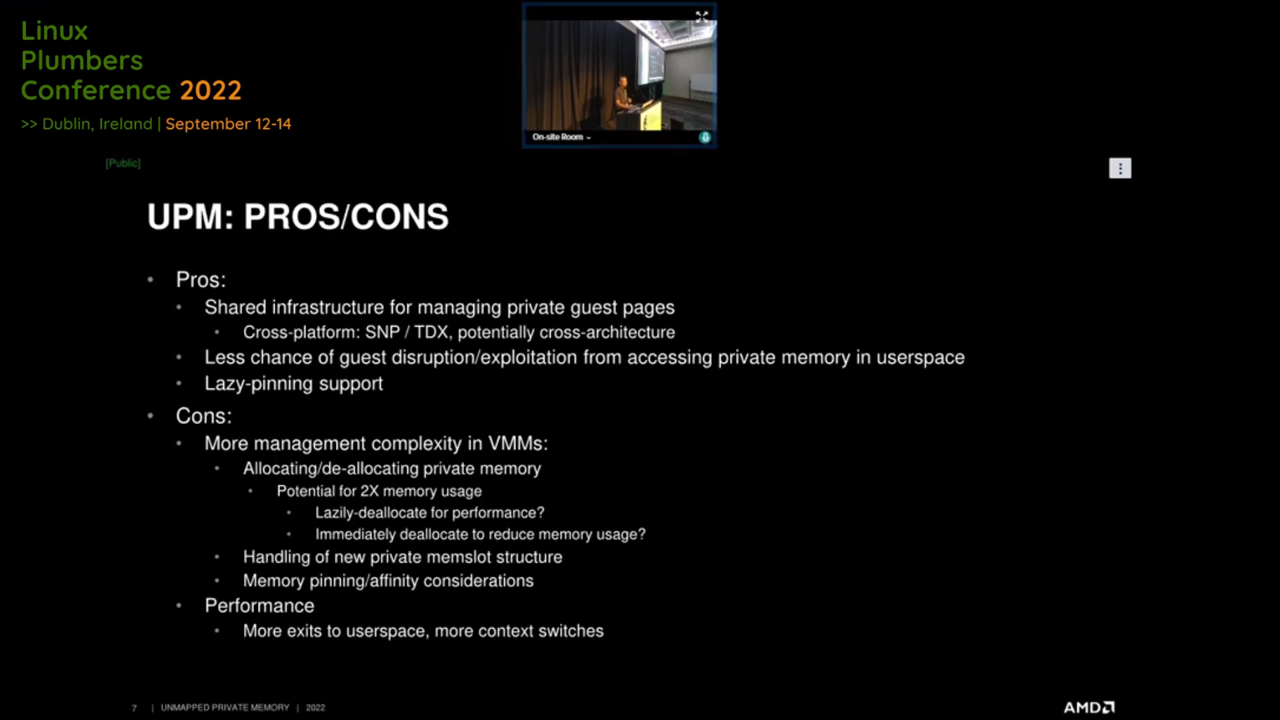 Linux
Plumbers
Conference 2022
>> Dublin, Ireland | September 12-14
On-site Room
[Public]
UPM: PROS/CONS
• Pros:
• Shared infrastructure for managing private guest pages
• Cross-platform: SNP / TDX, potentially cross-architecture
• Less chance of guest disruption/exploitation from accessing private memory in userspace
• Lazy-pinning support
• Cons:
• More management complexity in VMMs:
• Allocating/de-allocating private memory
• Potential for 2X memory usage
• Lazily-deallocate for performance?
• Immediately deallocate to reduce memory usage?
• Handling of new private memslot structure
• Memory pinning/affinity considerations
• Performance
• More exits to userspace, more context switches
7 | UNMAPPED PRIVATE MEMORY | 2022
AMD